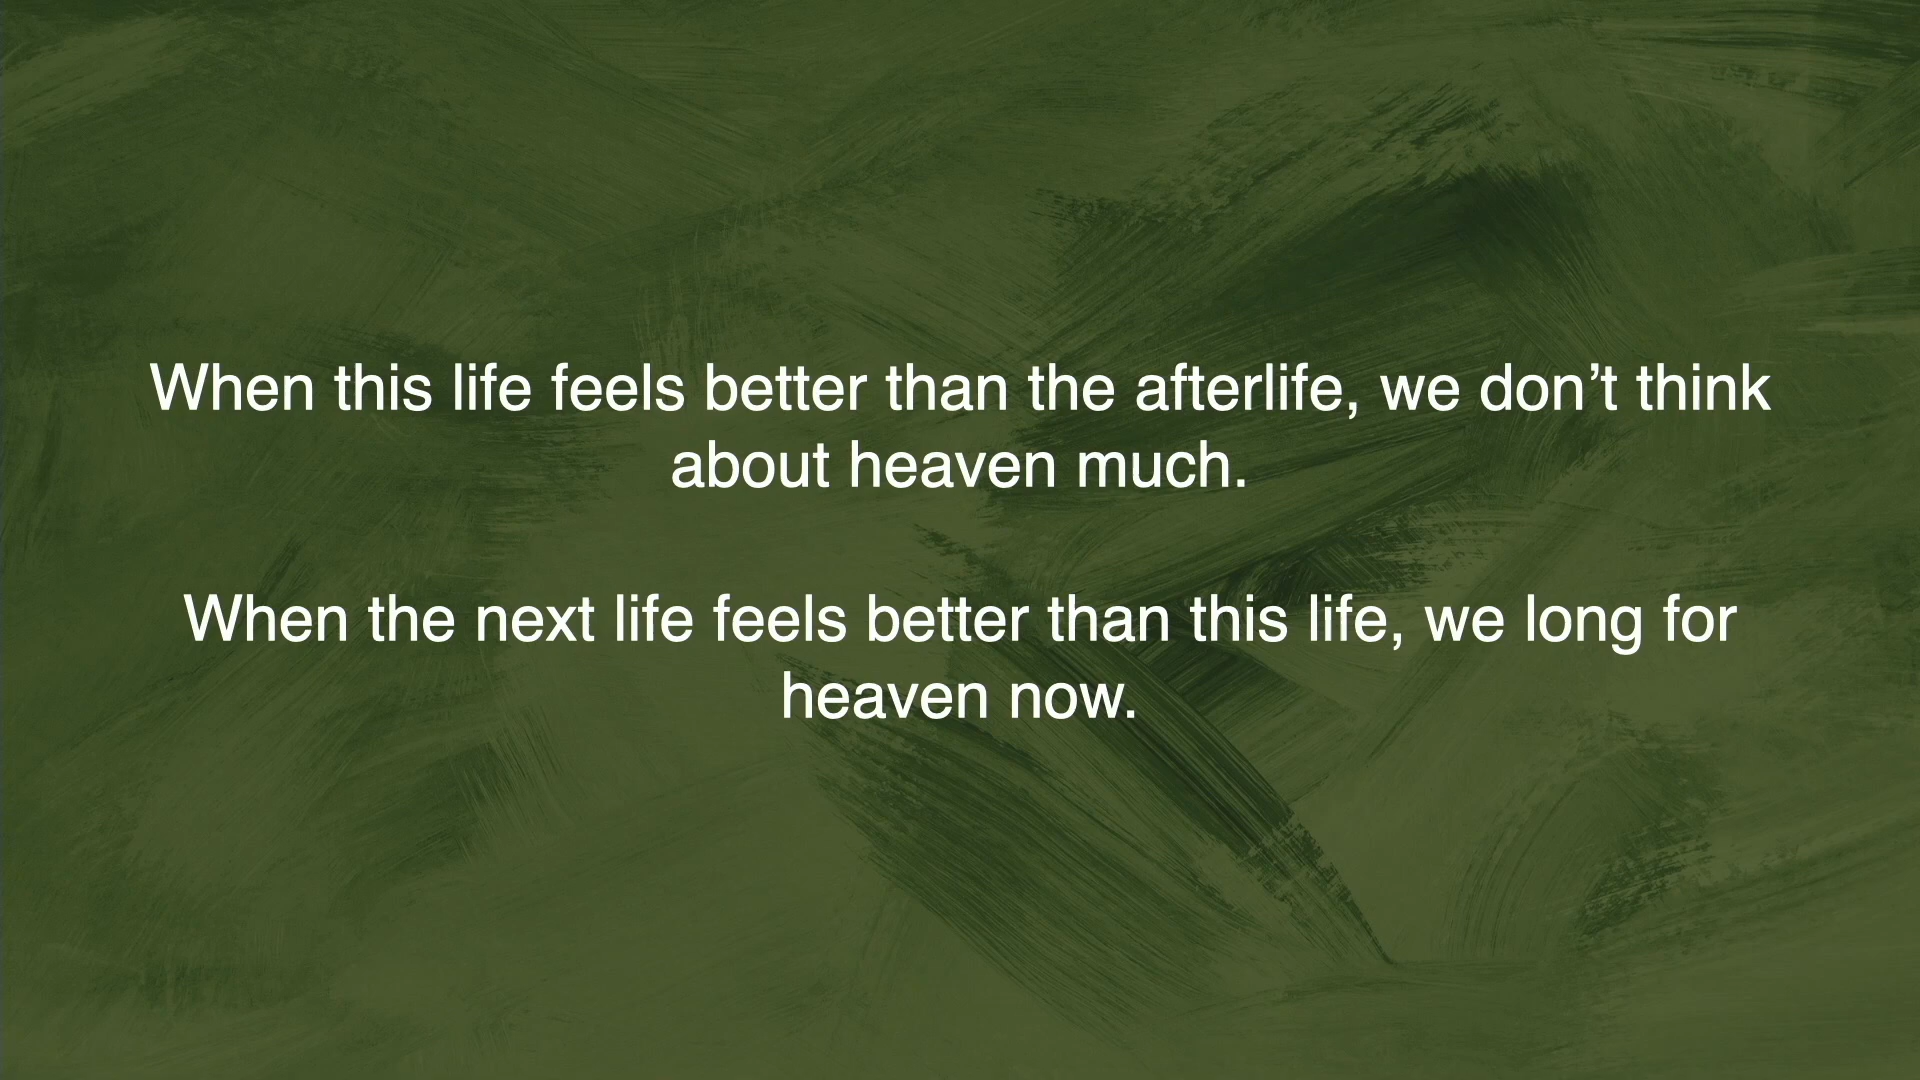 When this life feels better than the afterlife, we don’t think
about heaven much.
When the next life feels better than this life, we long for
heaven now.